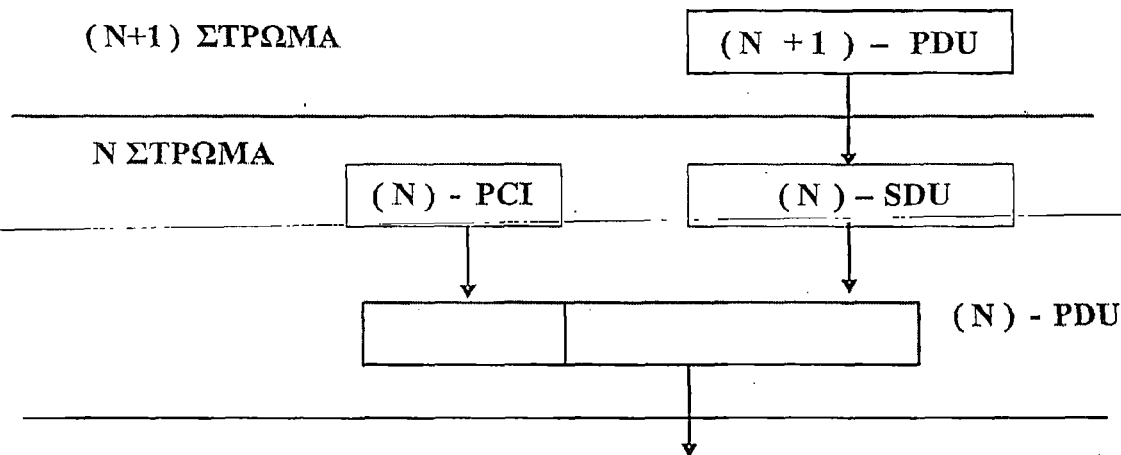 (N+1) ΣΤΡΩΜΑ
(N +1) – PDU
N ΣΤΡΩΜΑ
(N) - PCI
(N) – SDU
(N) - PDU